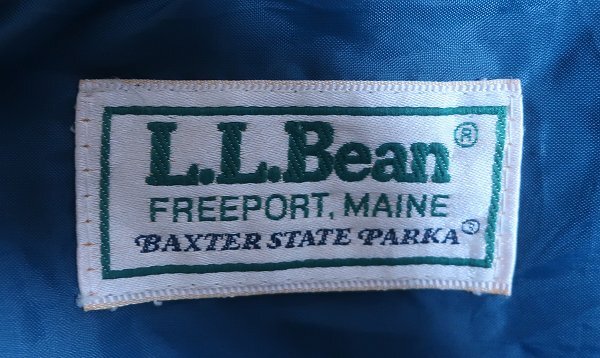 L.L.Bean®
FREEPORT, MAINE
BAXTER STATE PARKA®